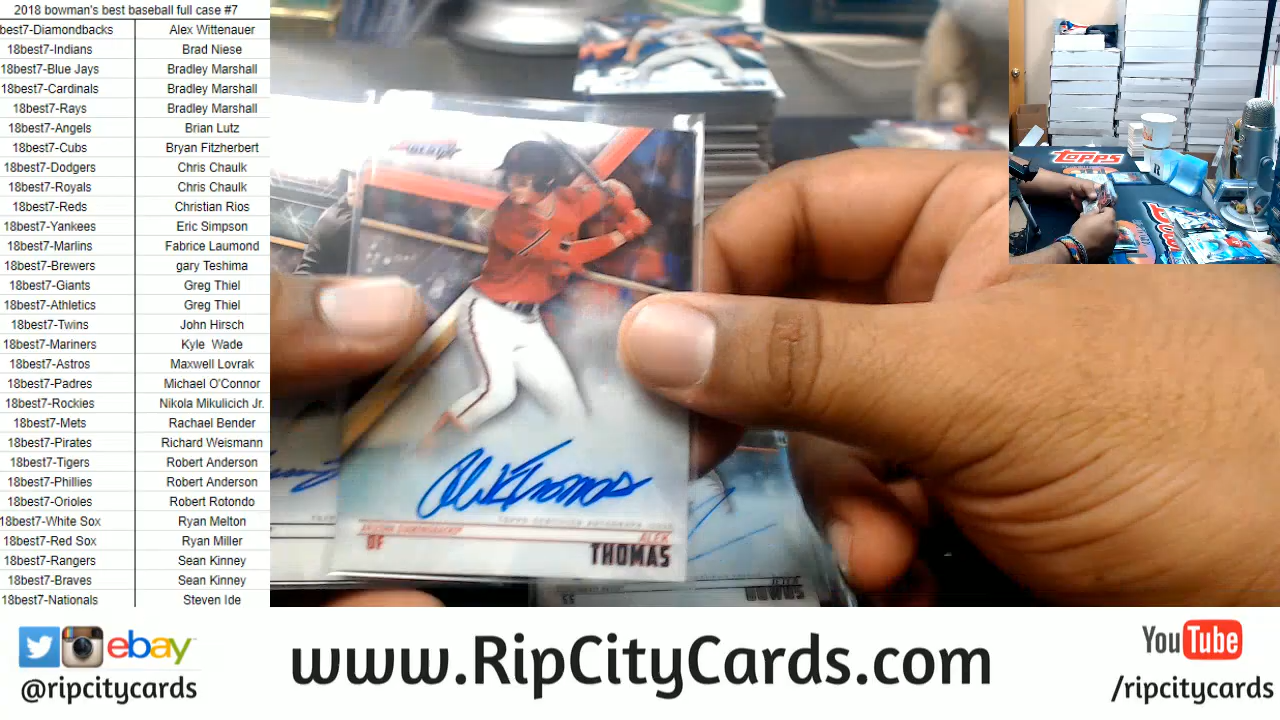 2018 bowman's best baseball full case #7
best7-Diamondbacks Alex Wittenauer
18best7-Indians Brad Niese
18best7-Blue Jays Bradley Marshall
18best7-Cardinals Bradley Marshall
18best7-Rays Bradley Marshall
18best7-Angels Brian Lutz
18best7-Cubs Bryan Fitzherbert
18best7-Dodgers Chris Chaulk
18best7-Royals Chris Chaulk
18best7-Reds Christian Rios
18best7-Yankees Eric Simpson
18best7-Marlins Fabrice Laumond
18best7-Brewers gary Teshima
18best7-Giants Greg Thiel
18best7-Athletics Greg Thiel
18best7-Twins John Hirsch
18best7-Mariners Kyle Wade
18best7-Astros Maxwell Lovrak
18best7-Padres Michael O'Connor
18best7-Rockies Nikola Mikulicich Jr.
18best7-Mets Rachael Bender
18best7-Pirates Richard Weismann
18best7-Tigers Robert Anderson
18best7-Phillies Robert Anderson
18best7-Orioles Robert Rotondo
18best7-White Sox Ryan Melton
18best7-Red Sox Ryan Miller
18best7-Rangers Sean Kinney
18best7-Braves Sean Kinney
18best7-Nationals Steven Ide
Alek Thomas
ARIZONA DIAMONDBACKS
OF
ALEK
THOMAS
topps
ebay
@ripcitycards
www.RipCityCards.com
YouTube
/ripcitycards